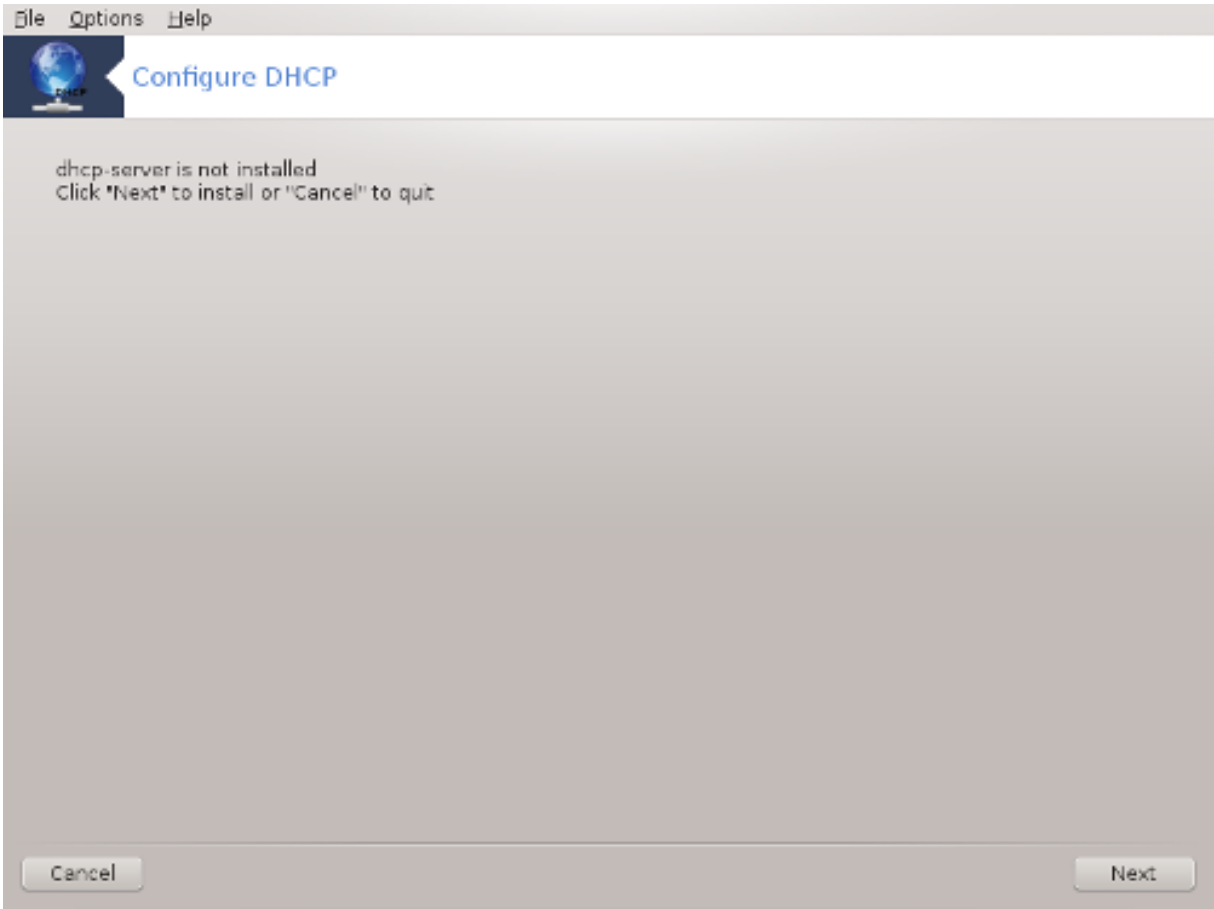 File Options Help
DHCP
Configure DHCP
dhcp-server is not installed
Click "Next" to install or "Cancel" to quit
Cancel Next